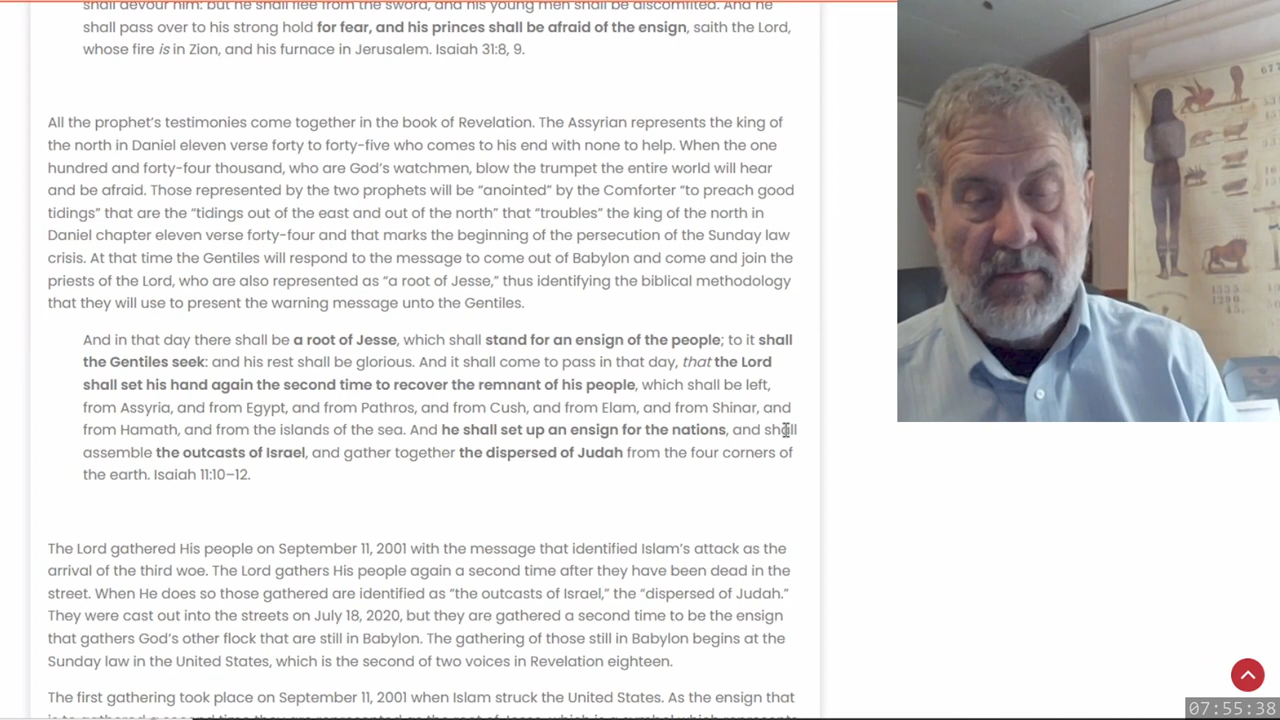 shall devour him: but he shall flee from the sword, and his young men shall be discomfited. And he
shall pass over to his strong hold for fear, and his princes shall be afraid of the ensign, saith the Lord,
whose fire is in Zion, and his furnace in Jerusalem. Isaiah 31:8, 9.
All the prophet's testimonies come together in the book of Revelation. The Assyrian represents the king of
the north in Daniel eleven verse forty to forty-five who comes to his end with none to help. When the one
hundred and forty-four thousand, who are God's watchmen, blow the trumpet the entire world will hear
and be afraid. Those represented by the two prophets will be “anointed” by the Comforter “to preach good
tidings” that are the “tidings out of the east and out of the north” that “troubles” the king of the north in
Daniel chapter eleven verse forty-four and that marks the beginning of the persecution of the Sunday law
crisis. At that time the Gentiles will respond to the message to come out of Babylon and come and join the
priests of the Lord, who are also represented as “a root of Jesse,” thus identifying the biblical methodology
that they will use to present the warning message unto the Gentiles.
And in that day there shall be a root of Jesse, which shall stand for an ensign of the people; to it shall
the Gentiles seek: and his rest shall be glorious. And it shall come to pass in that day, that the Lord
shall set his hand again the second time to recover the remnant of his people, which shall be left,
from Assyria, and from Egypt, and from Pathros, and from Cush, and from Elam, and from Shinar, and
from Hamath, and from the islands of the sea. And he shall set up an ensign for the nations, and shall
assemble the outcasts of Israel, and gather together the dispersed of Judah from the four corners of
the earth. Isaiah 11:10–12.
The Lord gathered His people on September 11, 2001 with the message that identified Islam's attack as the
arrival of the third woe. The Lord gathers His people again a second time after they have been dead in the
street. When He does so those gathered are identified as “the outcasts of Israel,” the “dispersed of Judah.”
They were cast out into the streets on July 18, 2020, but they are gathered a second time to be the ensign
that gathers God's other flock that are still in Babylon. The gathering of those still in Babylon begins at the
Sunday law in the United States, which is the second of two voices in Revelation eighteen.
The first gathering took place on September 11, 2001 when Islam struck the United States. As the ensign that
677
1335
1290
07:55:38